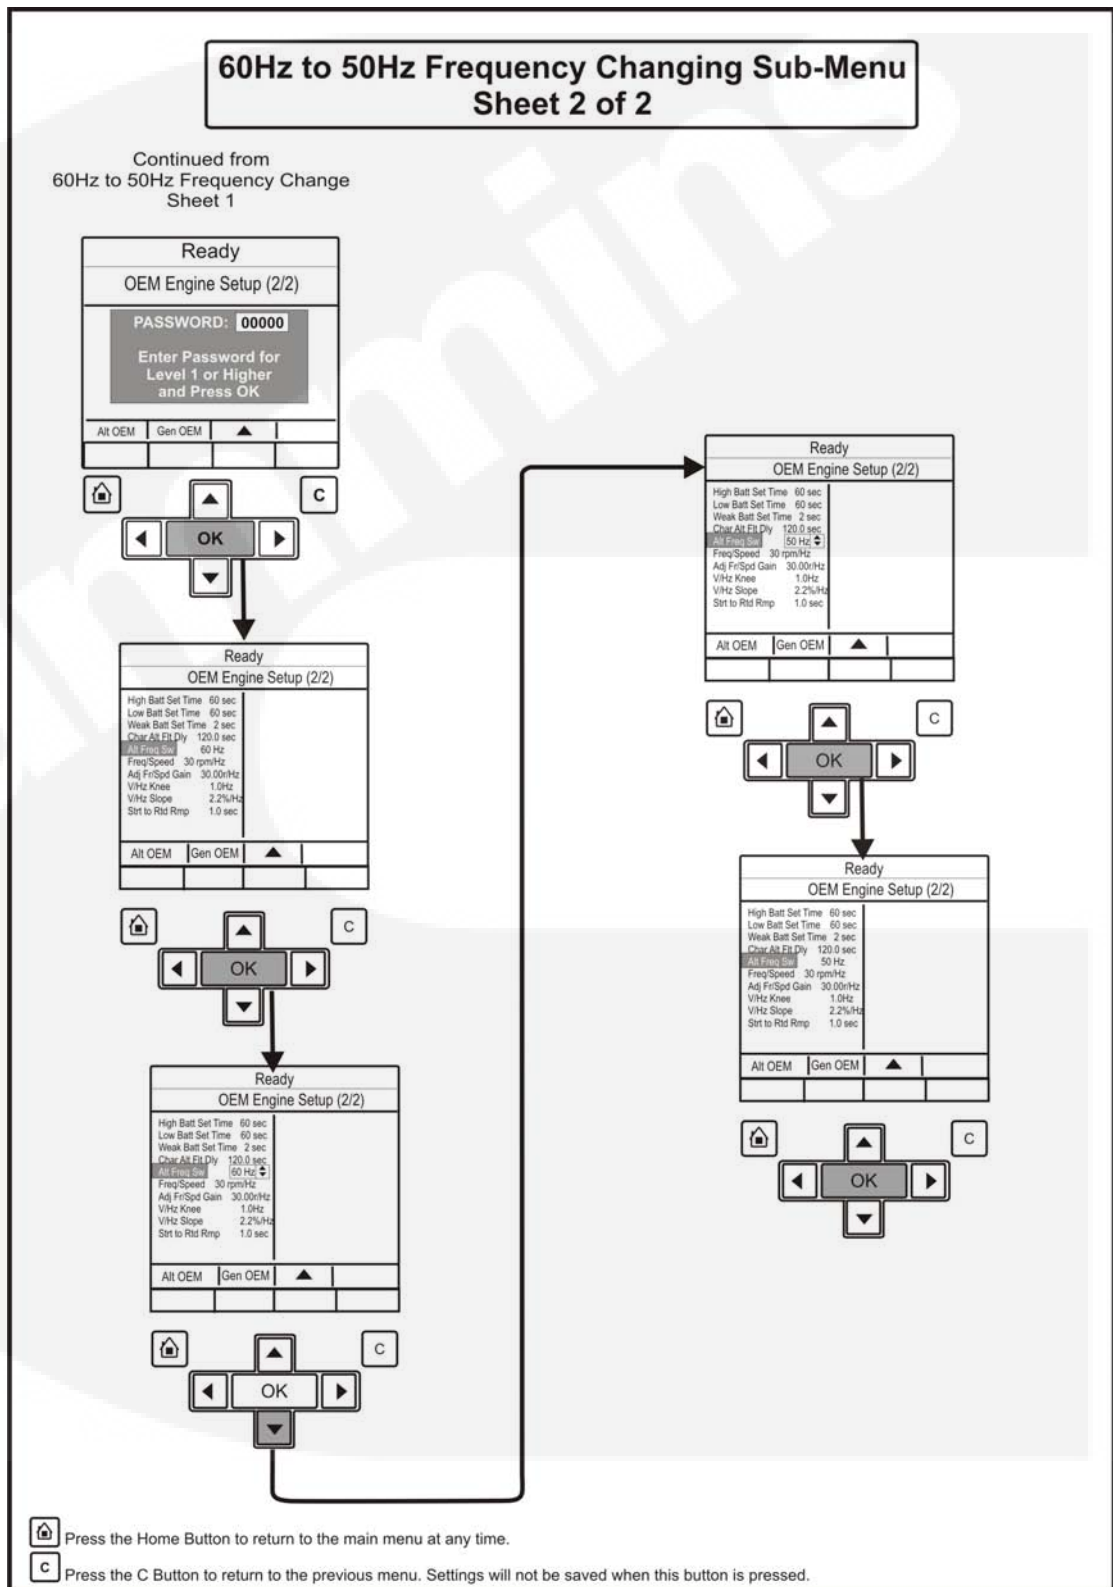 60Hz to 50Hz Frequency Changing Sub-Menu
Sheet 2 of 2
Continued from
60Hz to 50Hz Frequency Change
Sheet 1
Ready
OEM Engine Setup (2/2)
PASSWORD: 00000
Enter Password for
Level 1 or Higher
and Press OK
Alt OEM Gen OEM ▲
C
OK
Ready
OEM Engine Setup (2/2)
High Batt Set Time 60 sec
Low Batt Set Time 60 sec
Weak Batt Set Time 2 sec
Char Alt Flt Dly 120.0 sec
Alt Freq Sw 60 Hz
Freq/Speed 30 rpm/Hz
Adj Fr/Spd Gain 30.00r/Hz
V/Hz Knee 1.0Hz
V/Hz Slope 2.2%/Hz
Strt to Rtd Rmp 1.0 sec
Alt OEM Gen OEM ▲
C
OK
Ready
OEM Engine Setup (2/2)
High Batt Set Time 60 sec
Low Batt Set Time 60 sec
Weak Batt Set Time 2 sec
Char Alt Flt Dly 120.0 sec
Alt Freq Sw 60 Hz
Freq/Speed 30 rpm/Hz
Adj Fr/Spd Gain 30.00r/Hz
V/Hz Knee 1.0Hz
V/Hz Slope 2.2%/Hz
Strt to Rtd Rmp 1.0 sec
Alt OEM Gen OEM ▲
C
OK
Ready
OEM Engine Setup (2/2)
High Batt Set Time 60 sec
Low Batt Set Time 60 sec
Weak Batt Set Time 2 sec
Char Alt Flt Dly 120.0 sec
Alt Freq Sw 50 Hz
Freq/Speed 30 rpm/Hz
Adj Fr/Spd Gain 30.00r/Hz
V/Hz Knee 1.0Hz
V/Hz Slope 2.2%/Hz
Strt to Rtd Rmp 1.0 sec
Alt OEM Gen OEM ▲
C
OK
Ready
OEM Engine Setup (2/2)
High Batt Set Time 60 sec
Low Batt Set Time 60 sec
Weak Batt Set Time 2 sec
Char Alt Flt Dly 120.0 sec
Alt Freq Sw 50 Hz
Freq/Speed 30 rpm/Hz
Adj Fr/Spd Gain 30.00r/Hz
V/Hz Knee 1.0Hz
V/Hz Slope 2.2%/Hz
Strt to Rtd Rmp 1.0 sec
Alt OEM Gen OEM ▲
C
OK
Press the Home Button to return to the main menu at any time.
C Press the C Button to return to the previous menu. Settings will not be saved when this button is pressed.